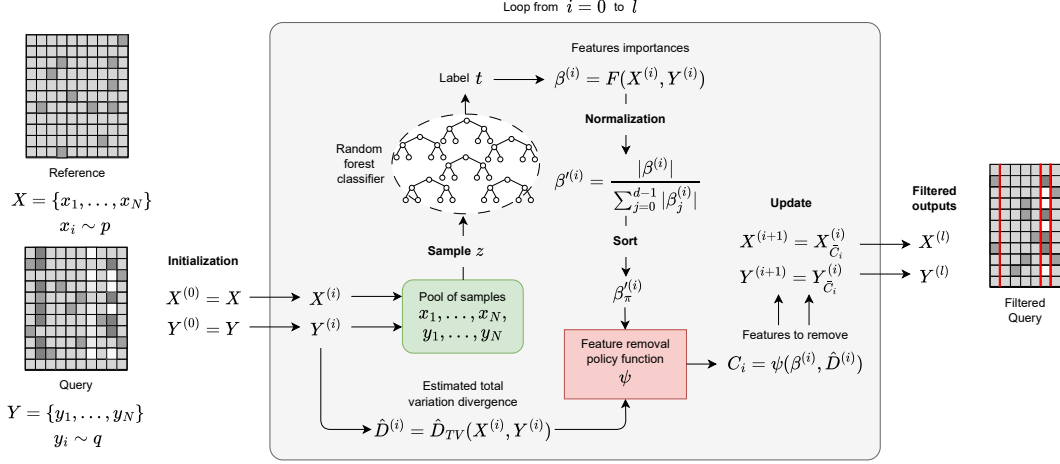 Loop from i = 0 to l
Reference
X = {x_1, . . . , x_N}
x_i ∼ p
Query
Y = {y_1, . . . , y_N}
y_i ∼ q
Initialization
X^{(0)} = X
Y^{(0)} = Y
X^{(i)}
Y^{(i)}
Pool of samples
x_1, . . . , x_N,
y_1, . . . , y_N
Sample z
Random
forest
classifier
Label t
Features importances
β^{(i)} = F(X^{(i)}, Y^{(i)})
Normalization
β'^{(i)} = |β^{(i)}| / ∑_{j=0}^{d-1} |β_j^{(i)}|
Sort
β'^{(i)}_π
Estimated total
variation divergence
D̂^{(i)} = D̂_{TV}(X^{(i)}, Y^{(i)})
Feature removal
policy function
ψ
C_i = ψ(β^{(i)}, D̂^{(i)})
Features to remove
Update
X^{(i+1)} = X^{(i)}_{C̄_i}
Y^{(i+1)} = Y^{(i)}_{C̄_i}
Filtered
outputs
X^{(l)}
Y^{(l)}
Filtered
Query